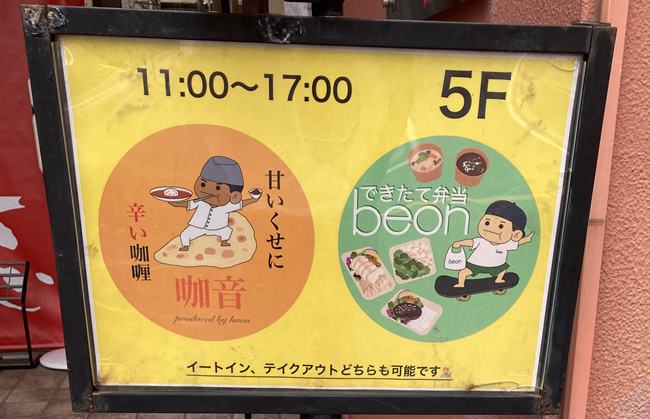 11:00〜17:00
5F
甘いくせに
辛い咖喱
咖音
produced by haon
できたて弁当
beon
beon
イートイン、テイクアウトどちらも可能です